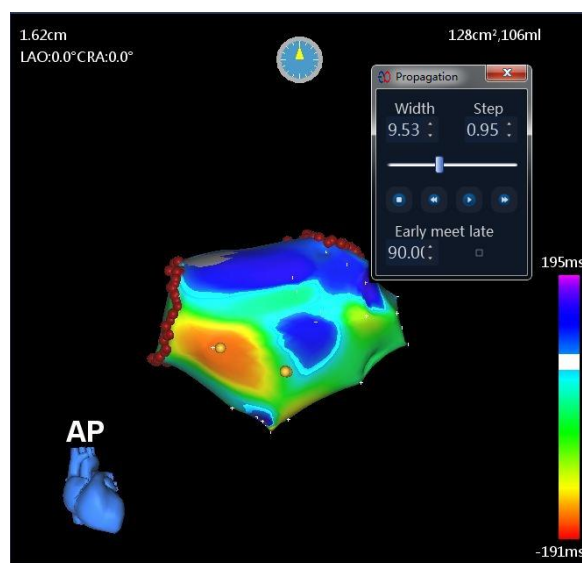 1.62cm
128cm²,106ml
LAO:0.0°CRA:0.0°
Propagation
Width Step
9.53 0.95
Early meet late
90.00
195ms
-191ms
AP